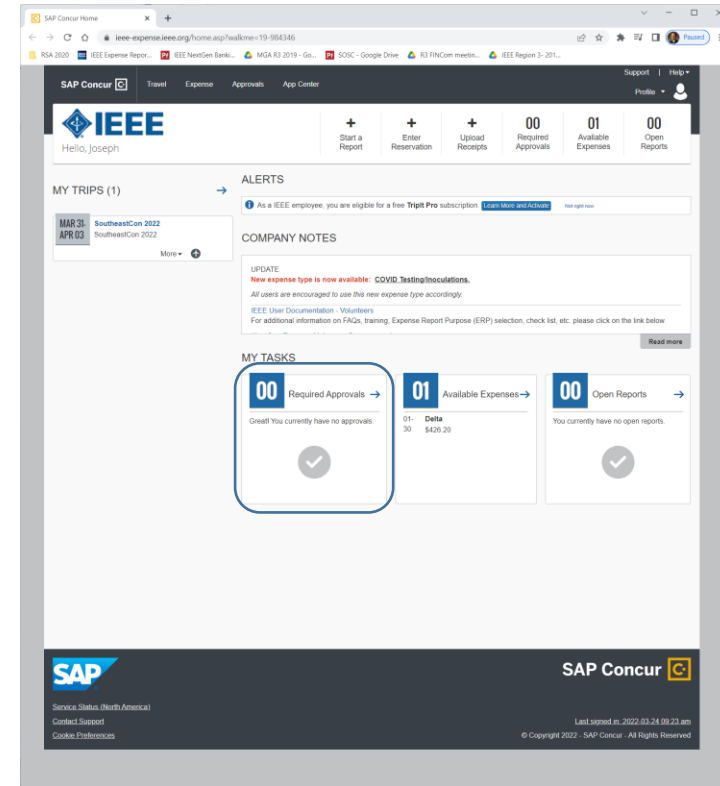 SAP Concur Home
ieee-expense.ieee.org/home.asp?walkme=19-984346
Paused
RSA 2020 IEEE Expense Repor... IEEE NextGen Banki... MGA R3 2019 - Go... SOSC - Google Drive R3 FINCom meetin... IEEE Region 3- 201...
Support | Help
SAP Concur C Travel Expense Approvals App Center
Profile
IEEE
Hello, Joseph
+ Start a Report
+ Enter Reservation
+ Upload Receipts
00 Required Approvals
01 Available Expenses
00 Open Reports
MY TRIPS (1)
MAR 31-
APR 03
SoutheastCon 2022
SoutheastCon 2022
More
ALERTS
As a IEEE employee, you are eligible for a free TripIt Pro subscription. Learn More and Activate Not right now
COMPANY NOTES
UPDATE
New expense type is now available: COVID Testing/Inoculations.
All users are encouraged to use this new expense type accordingly.
IEEE User Documentation - Volunteers
For additional information on FAQs, training, Expense Report Purpose (ERP) selection, check list, etc. please click on the link below
Read more
MY TASKS
00 Required Approvals
Great! You currently have no approvals.
01 Available Expenses
01-30 Delta
$426.20
00 Open Reports
You currently have no open reports.
SAP
SAP Concur C
Service Status (North America)
Contact Support
Cookie Preferences
Last signed in: 2022-03-24 09:23 am
© Copyright 2022 - SAP Concur - All Rights Reserved